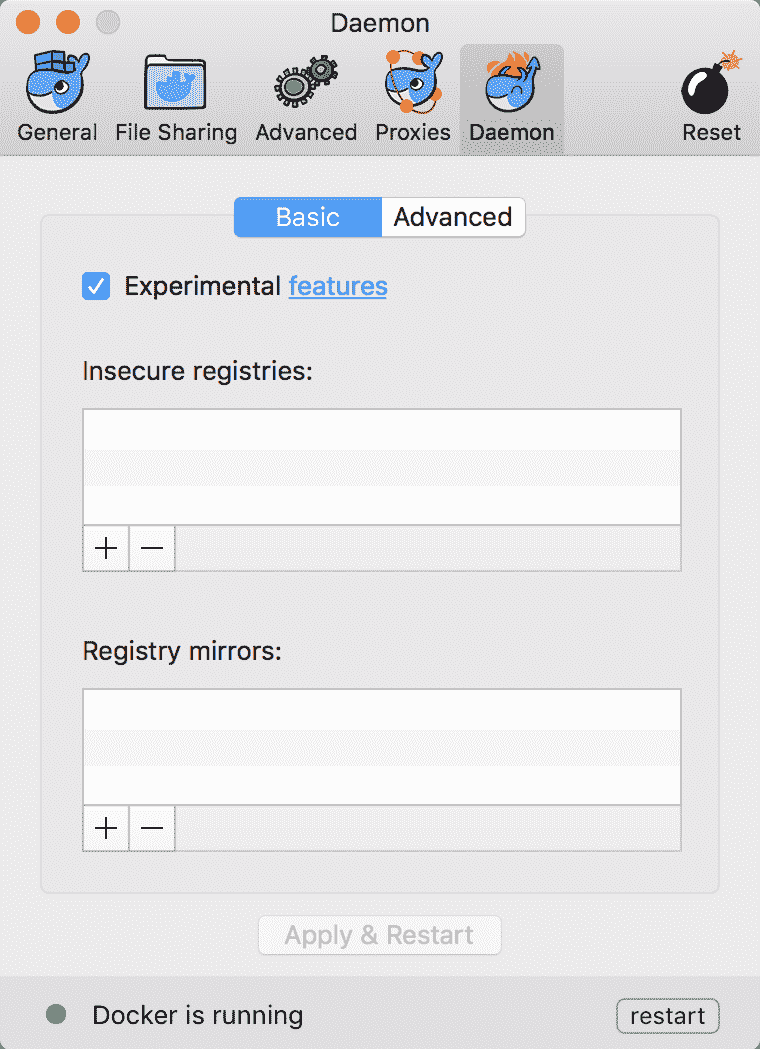 Daemon
General File Sharing Advanced Proxies Daemon Reset
Basic Advanced
Experimental features
Insecure registries:
Registry mirrors:
Apply & Restart
Docker is running restart